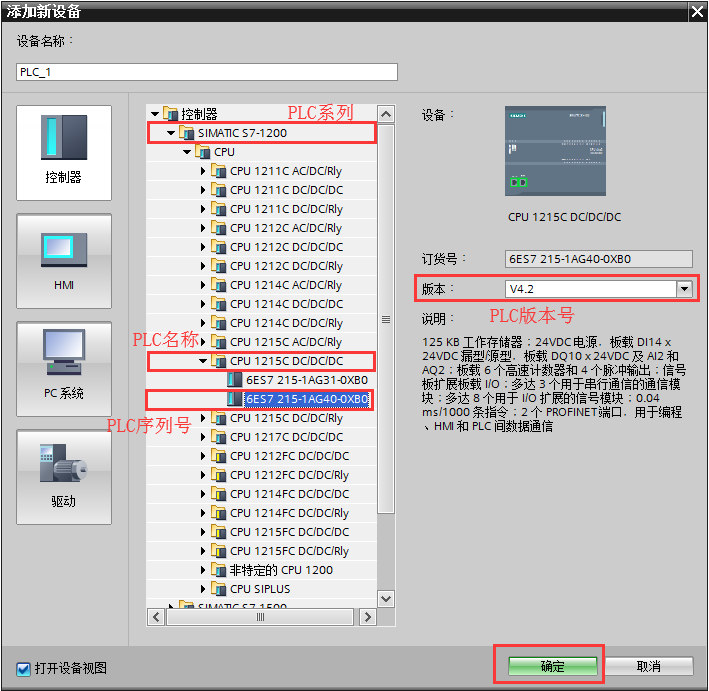 添加新设备
设备名称：
PLC_1
控制器
HMI
PC 系统
驱动
控制器
PLC系列
SIMATIC S7-1200
CPU
CPU 1211C AC/DC/Rly
CPU 1211C DC/DC/DC
CPU 1211C DC/DC/Rly
CPU 1212C AC/DC/Rly
CPU 1212C DC/DC/DC
CPU 1212C DC/DC/Rly
CPU 1214C AC/DC/Rly
CPU 1214C DC/DC/DC
CPU 1214C DC/DC/Rly
CPU 1215C AC/DC/Rly
PLC名称
CPU 1215C DC/DC/DC
6ES7 215-1AG31-0XB0
6ES7 215-1AG40-0XB0
PLC序列号
CPU 1215C DC/DC/Rly
CPU 1217C DC/DC/DC
CPU 1212FC DC/DC/DC
CPU 1212FC DC/DC/Rly
CPU 1214FC DC/DC/DC
CPU 1214FC DC/DC/Rly
CPU 1215FC DC/DC/DC
CPU 1215FC DC/DC/Rly
非特定的 CPU 1200
CPU SIPLUS
SIMATIC S7-1500
设备：
CPU 1215C DC/DC/DC
订货号：
6ES7 215-1AG40-0XB0
版本：
V4.2
PLC版本号
说明：
125 KB 工作存储器；24VDC 电源，板载 DI14 x
24VDC 漏型/源型，板载 DQ10 x 24VDC 及 AI2 和
AQ2；板载 6 个高速计数器和 4 个脉冲输出；信号
板扩展板载 I/O；多达 3 个用于串行通信的通信模
块；多达 8 个用于 I/O 扩展的信号模块；0.04
ms/1000 条指令；2 个 PROFINET端口，用于编程
、HMI 和 PLC 间数据通信
打开设备视图
确定
取消